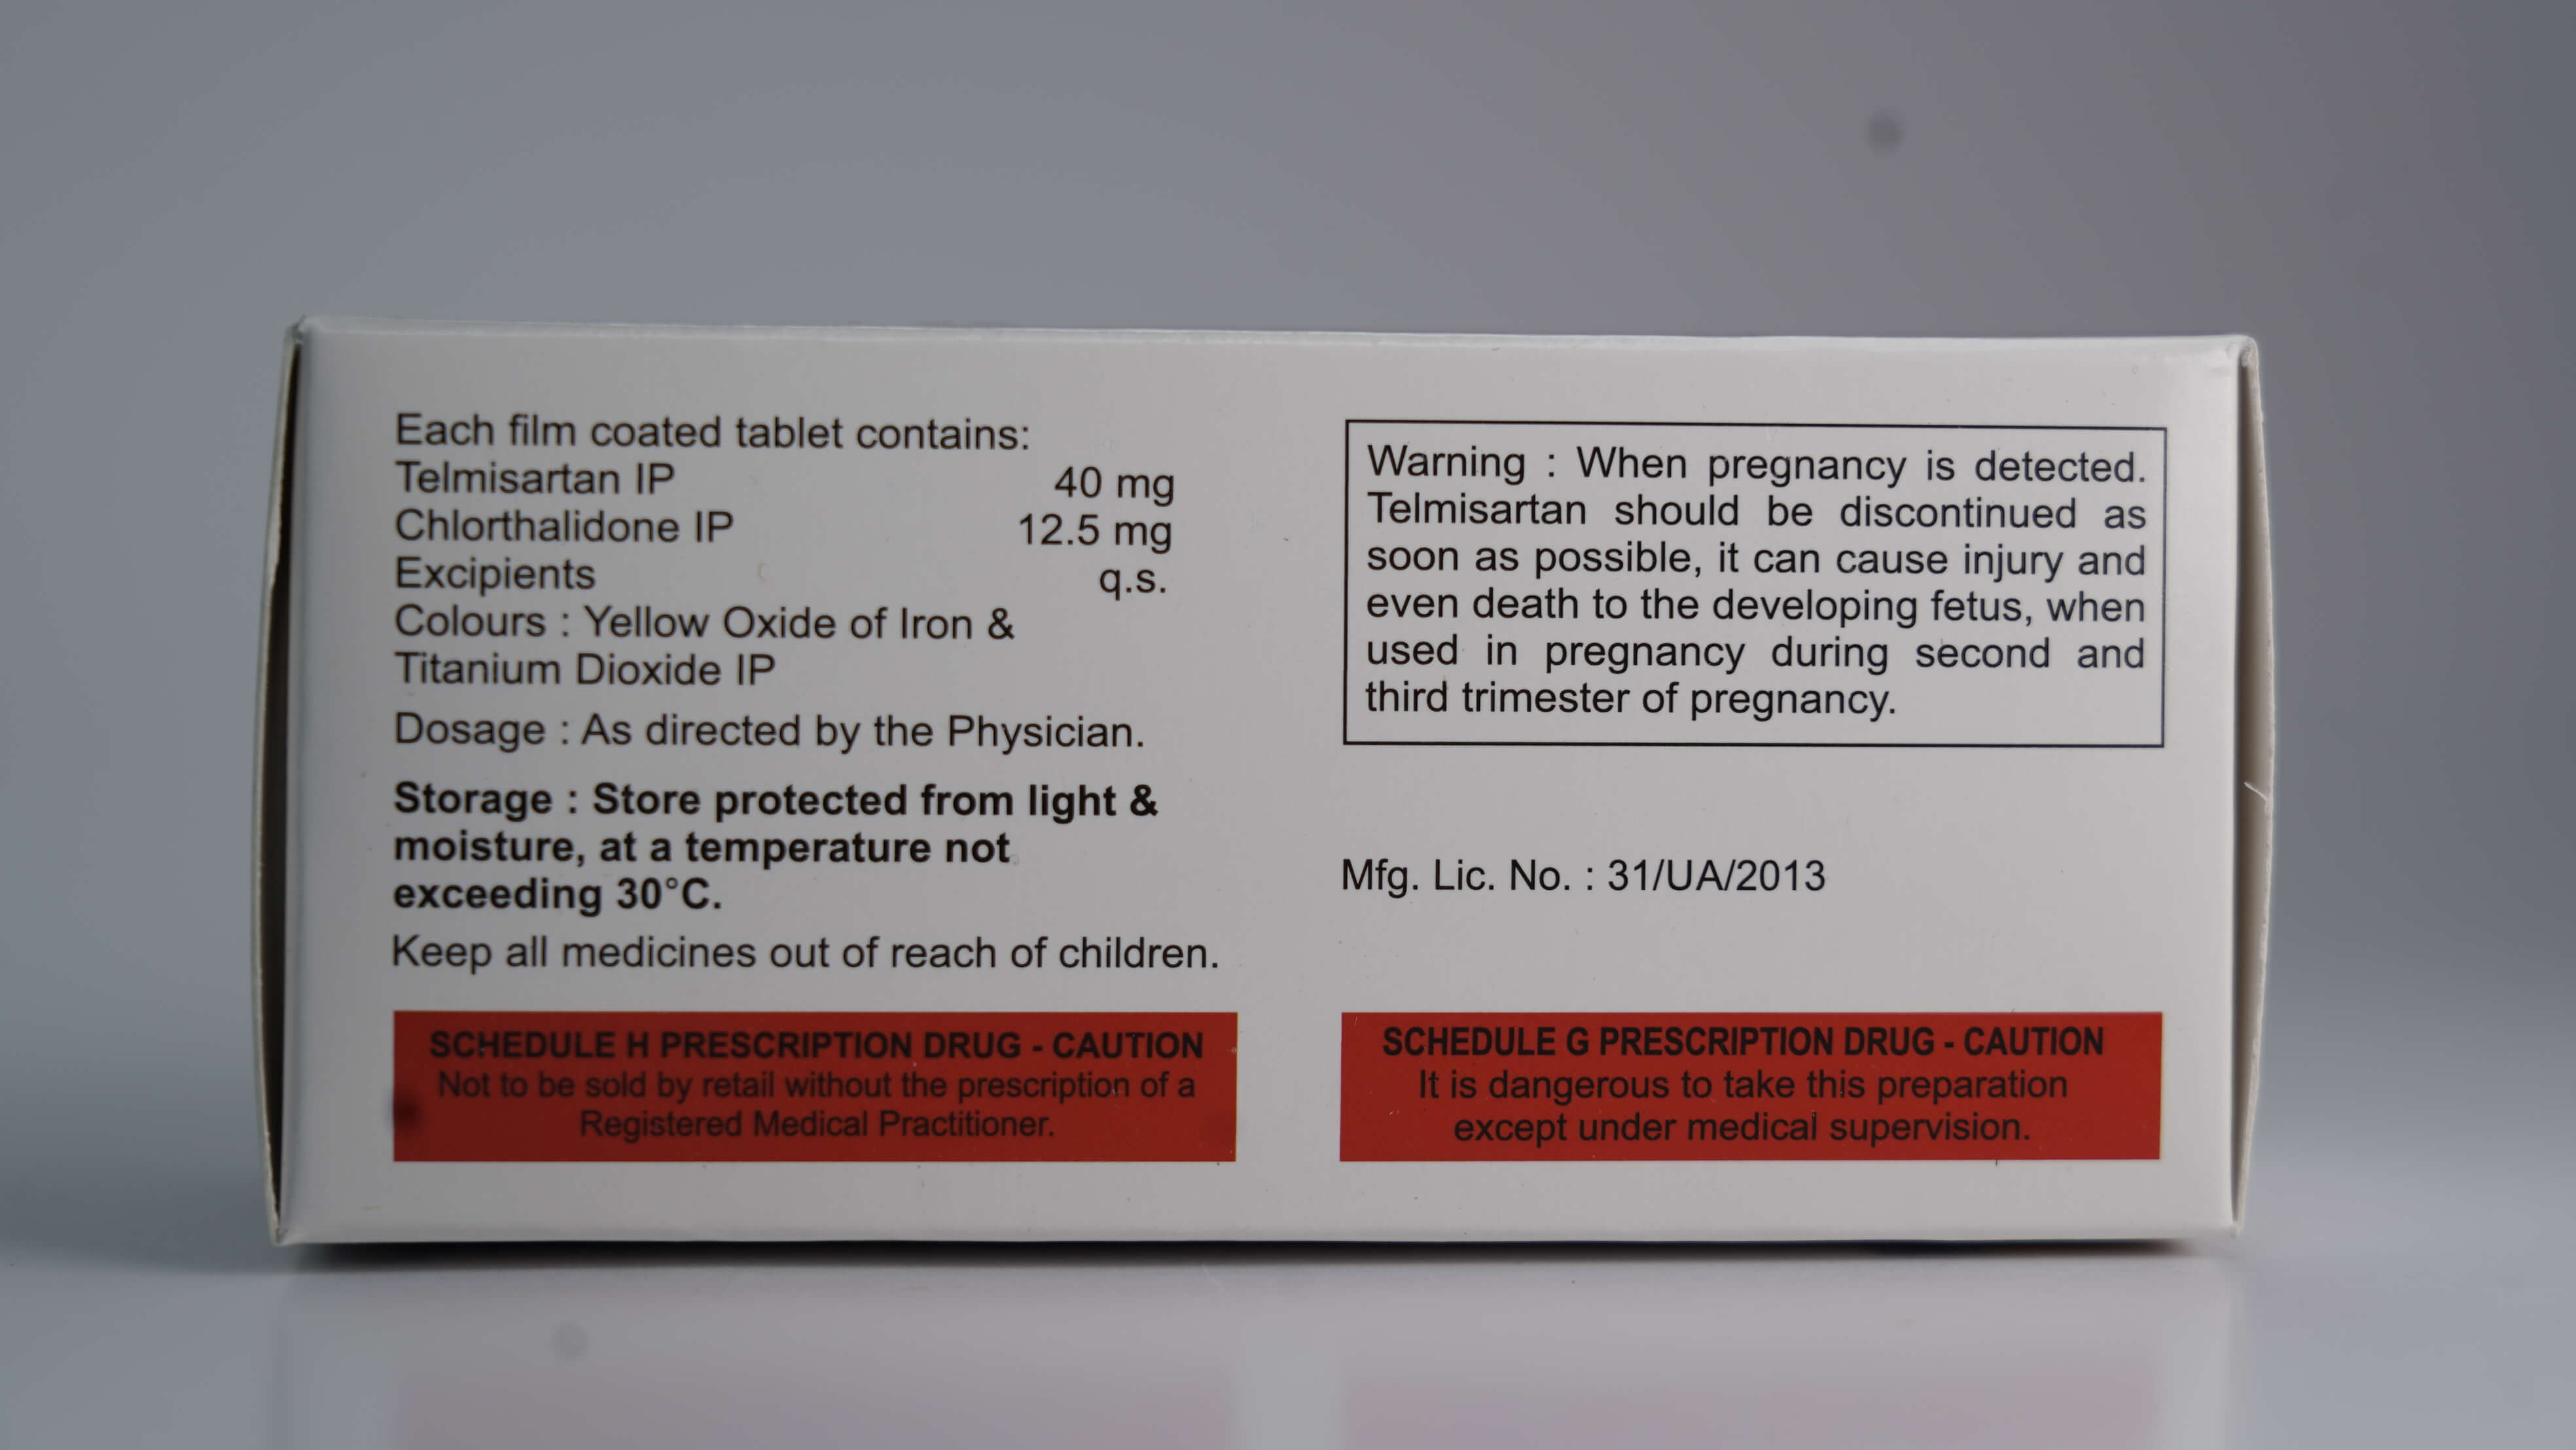 Each film coated tablet contains:
Telmisartan IP 40 mg
Chlorthalidone IP 12.5 mg
Excipients q.s.
Colours : Yellow Oxide of Iron &
Titanium Dioxide IP
Dosage : As directed by the Physician.
Storage : Store protected from light &
moisture, at a temperature not
exceeding 30°C.
Keep all medicines out of reach of children.
SCHEDULE H PRESCRIPTION DRUG - CAUTION
Not to be sold by retail without the prescription of a
Registered Medical Practitioner.
Warning : When pregnancy is detected.
Telmisartan should be discontinued as
soon as possible, it can cause injury and
even death to the developing fetus, when
used in pregnancy during second and
third trimester of pregnancy.
Mfg. Lic. No. : 31/UA/2013
SCHEDULE G PRESCRIPTION DRUG - CAUTION
It is dangerous to take this preparation
except under medical supervision.